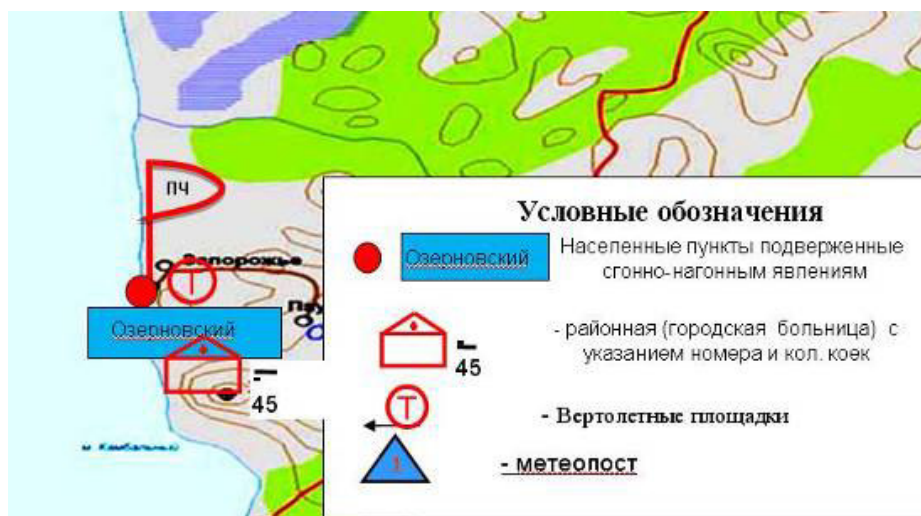 ПЧ
Запорожье
Озерновский
45
Условные обозначения
Озерновский
Населенные пункты подверженные
сгонно-нагонным явлениям
- районная (городская больница) с
указанием номера и кол. коек
45
Т
- Вертолетные площадки
1
- метеопост